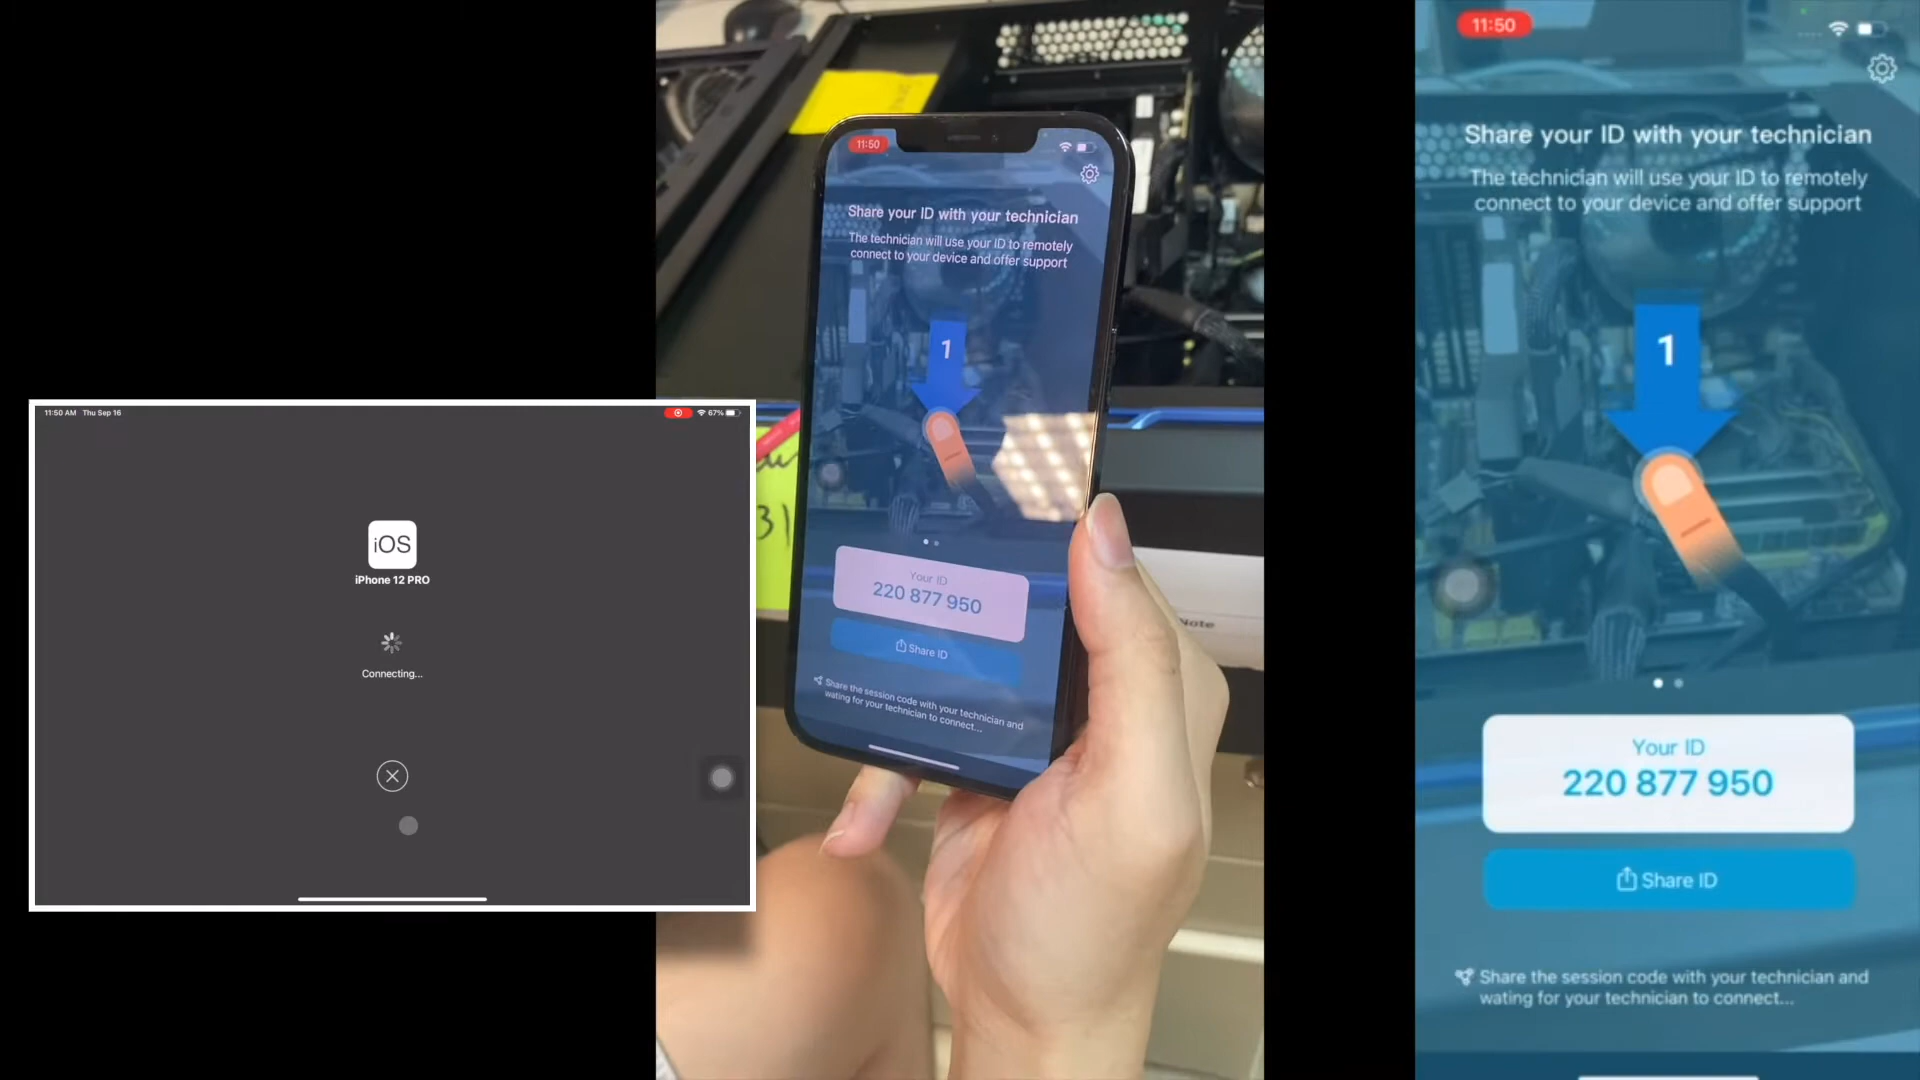 11:50 AM Thu Sep 16
67%
iOS
iPhone 12 PRO
Connecting...
11:50
Share your ID with your technician
The technician will use your ID to remotely
connect to your device and offer support
1
Your ID
220 877 950
Share ID
Share the session code with your technician and
wating for your technician to connect...
31
Note
11:50
Share your ID with your technician
The technician will use your ID to remotely
connect to your device and offer support
1
Your ID
220 877 950
Share ID
Share the session code with your technician and
wating for your technician to connect...